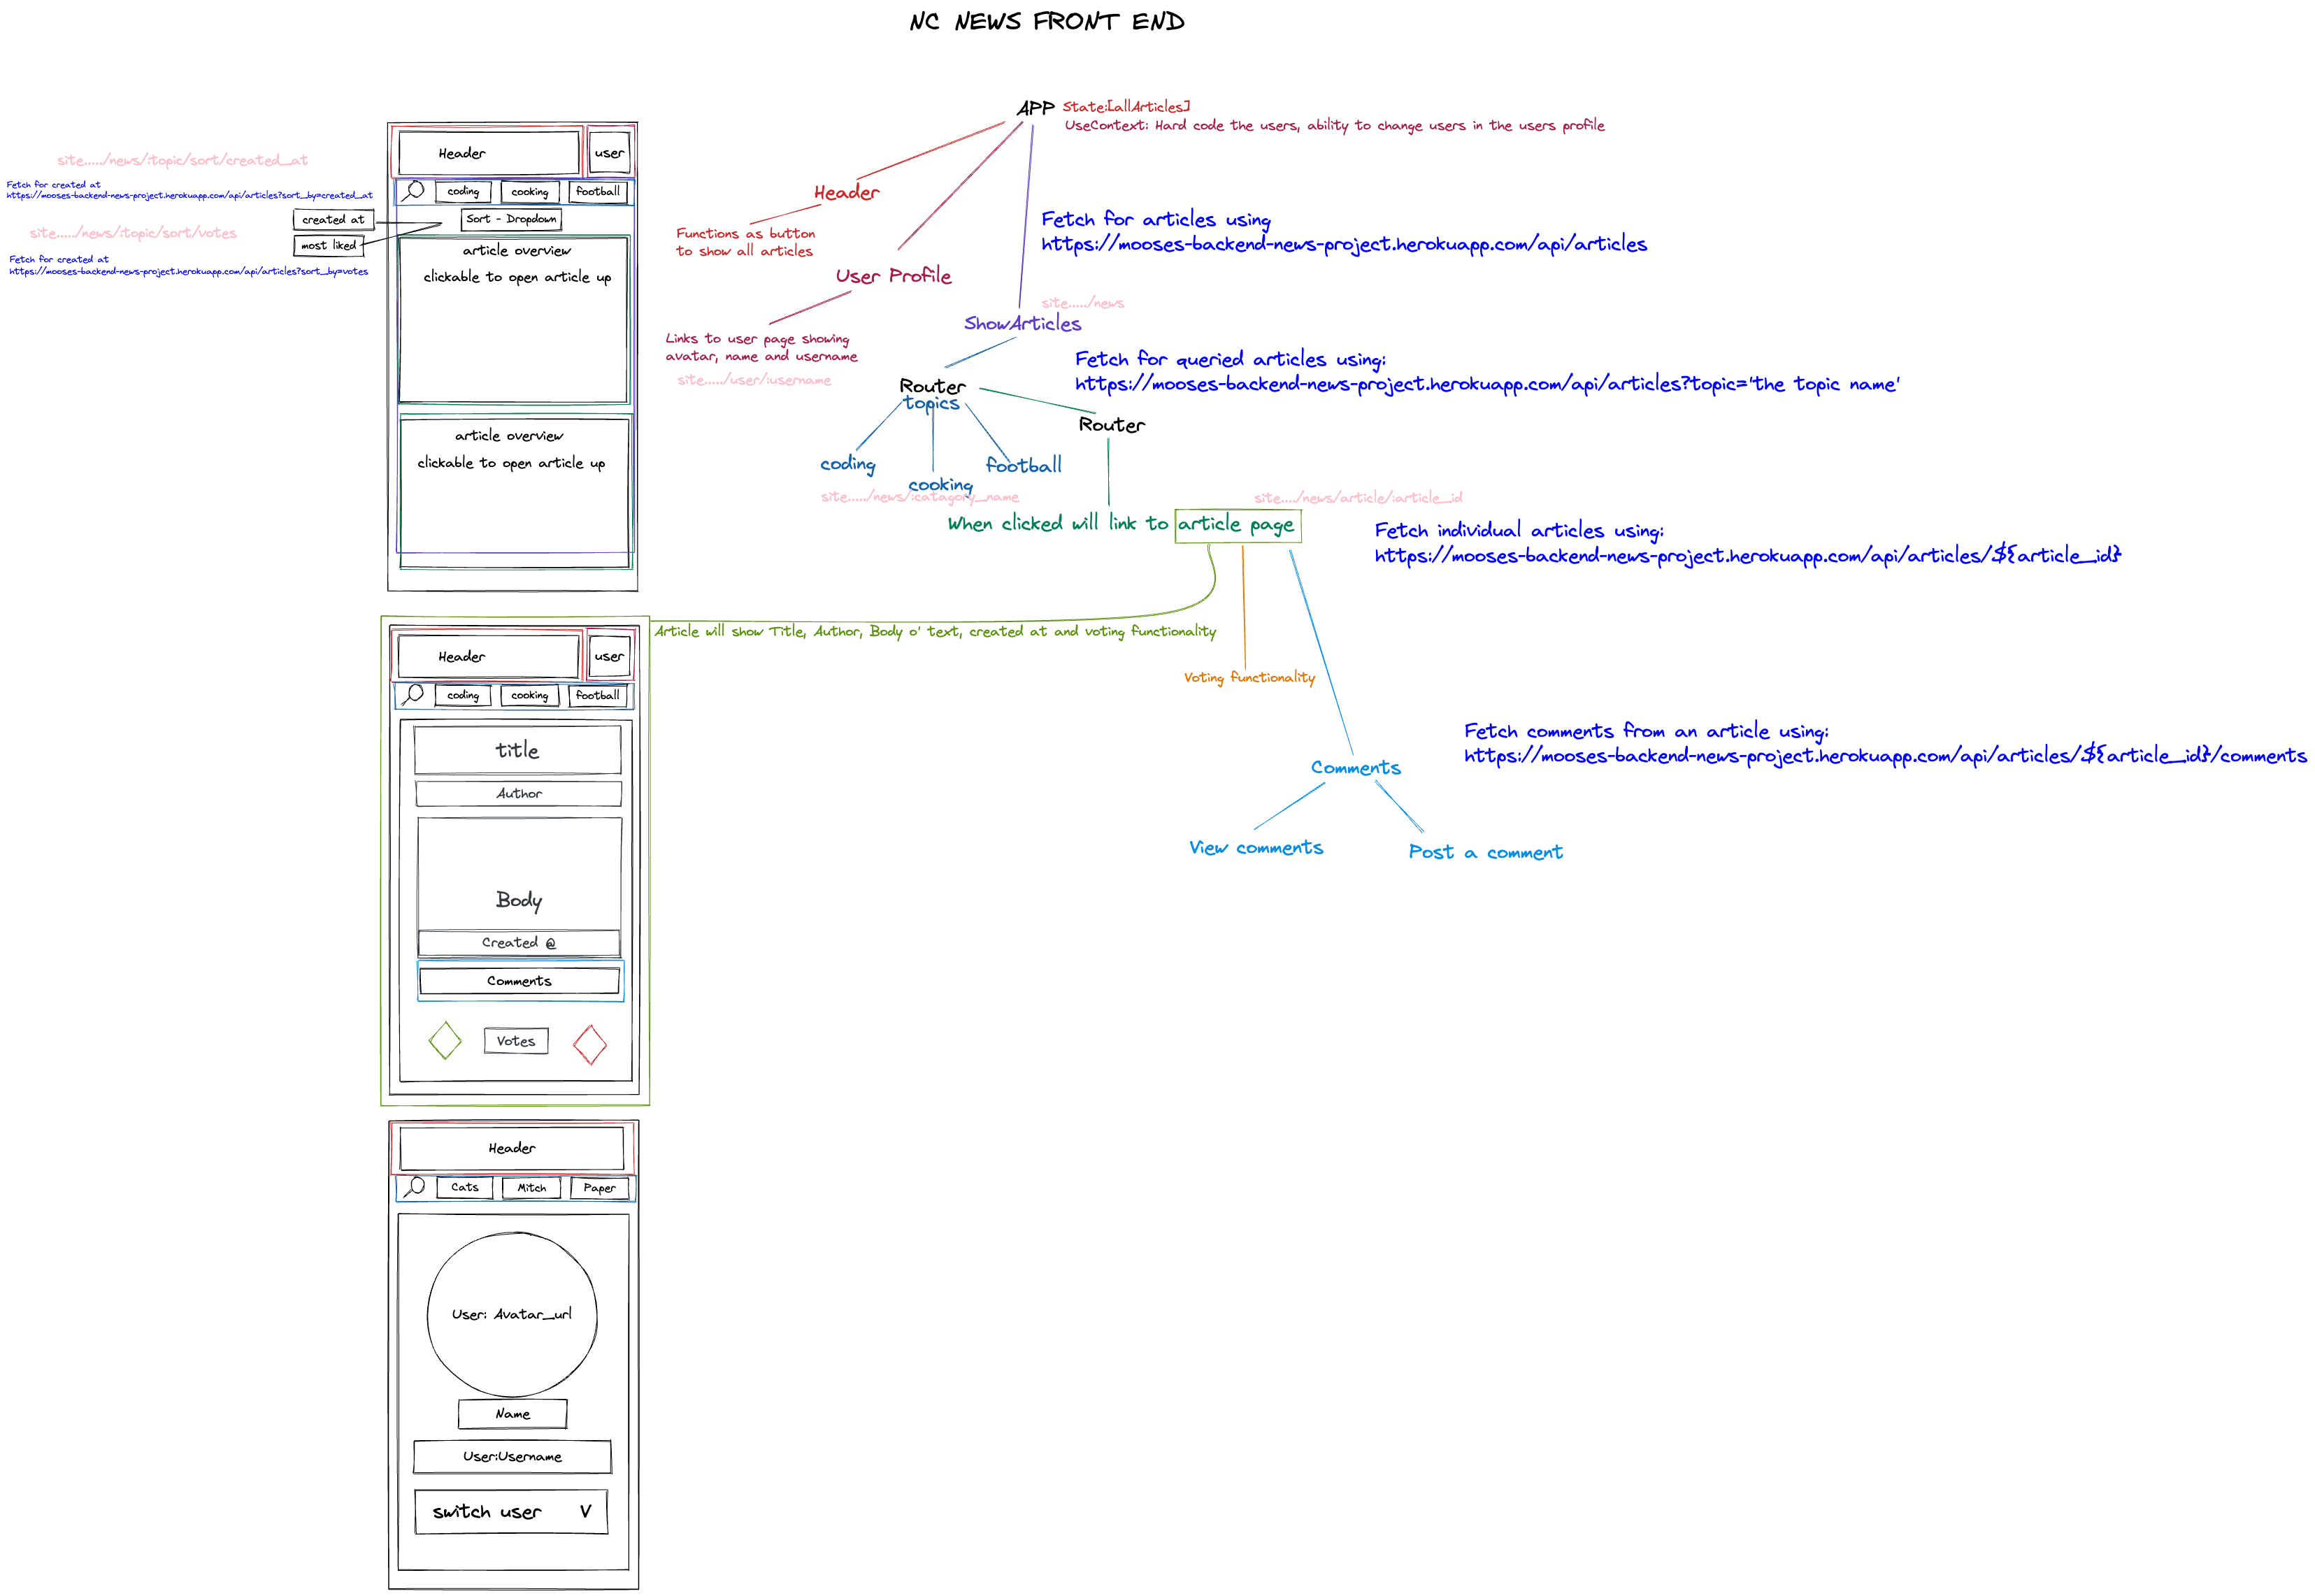 NC NEWS FRONT END
APP
State:[allArticles]
UseContext: Hard code the users, ability to change users in the users profile
Header
Functions as button
to show all articles
User Profile
Links to user page showing
avatar, name and username
site...../user/:username
Fetch for articles using
https://mooses-backend-news-project.herokuapp.com/api/articles
site...../news
ShowArticles
Fetch for queried articles using:
https://mooses-backend-news-project.herokuapp.com/api/articles?topic='the topic name'
Router
topics
Router
coding
cooking
football
site...../news/:catagory_name
site..../news/article/:article_id
When clicked will link to article page
Fetch individual articles using:
https://mooses-backend-news-project.herokuapp.com/api/articles/${article_id}
Article will show Title, Author, Body o' text, created at and voting functionality
Voting functionality
Fetch comments from an article using:
https://mooses-backend-news-project.herokuapp.com/api/articles/${article_id}/comments
Comments
View comments
Post a comment
site...../news/:topic/sort/created_at
Fetch for created at
https://mooses-backend-news-project.herokuapp.com/api/articles?sort_by=created_at
created at
site...../news/:topic/sort/votes
most liked
Fetch for created at
https://mooses-backend-news-project.herokuapp.com/api/articles?sort_by=votes
Header
user
coding
cooking
football
Sort - Dropdown
article overview
clickable to open article up
article overview
clickable to open article up
Header
user
coding
cooking
football
title
Author
Body
Created @
Comments
Votes
Header
Cats
Mitch
Paper
User: Avatar_url
Name
User:Username
switch user V